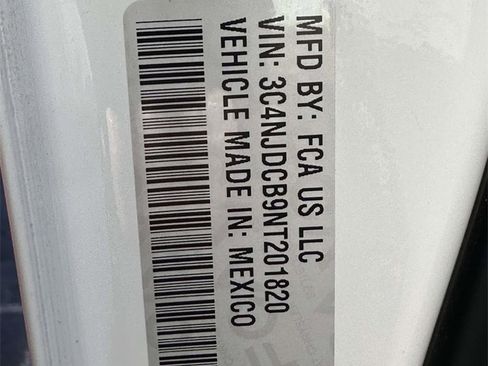 MFD BY: FCA US LLC
VIN: 3C4NJDCB9NT201820
VEHICLE MADE IN: MEXICO